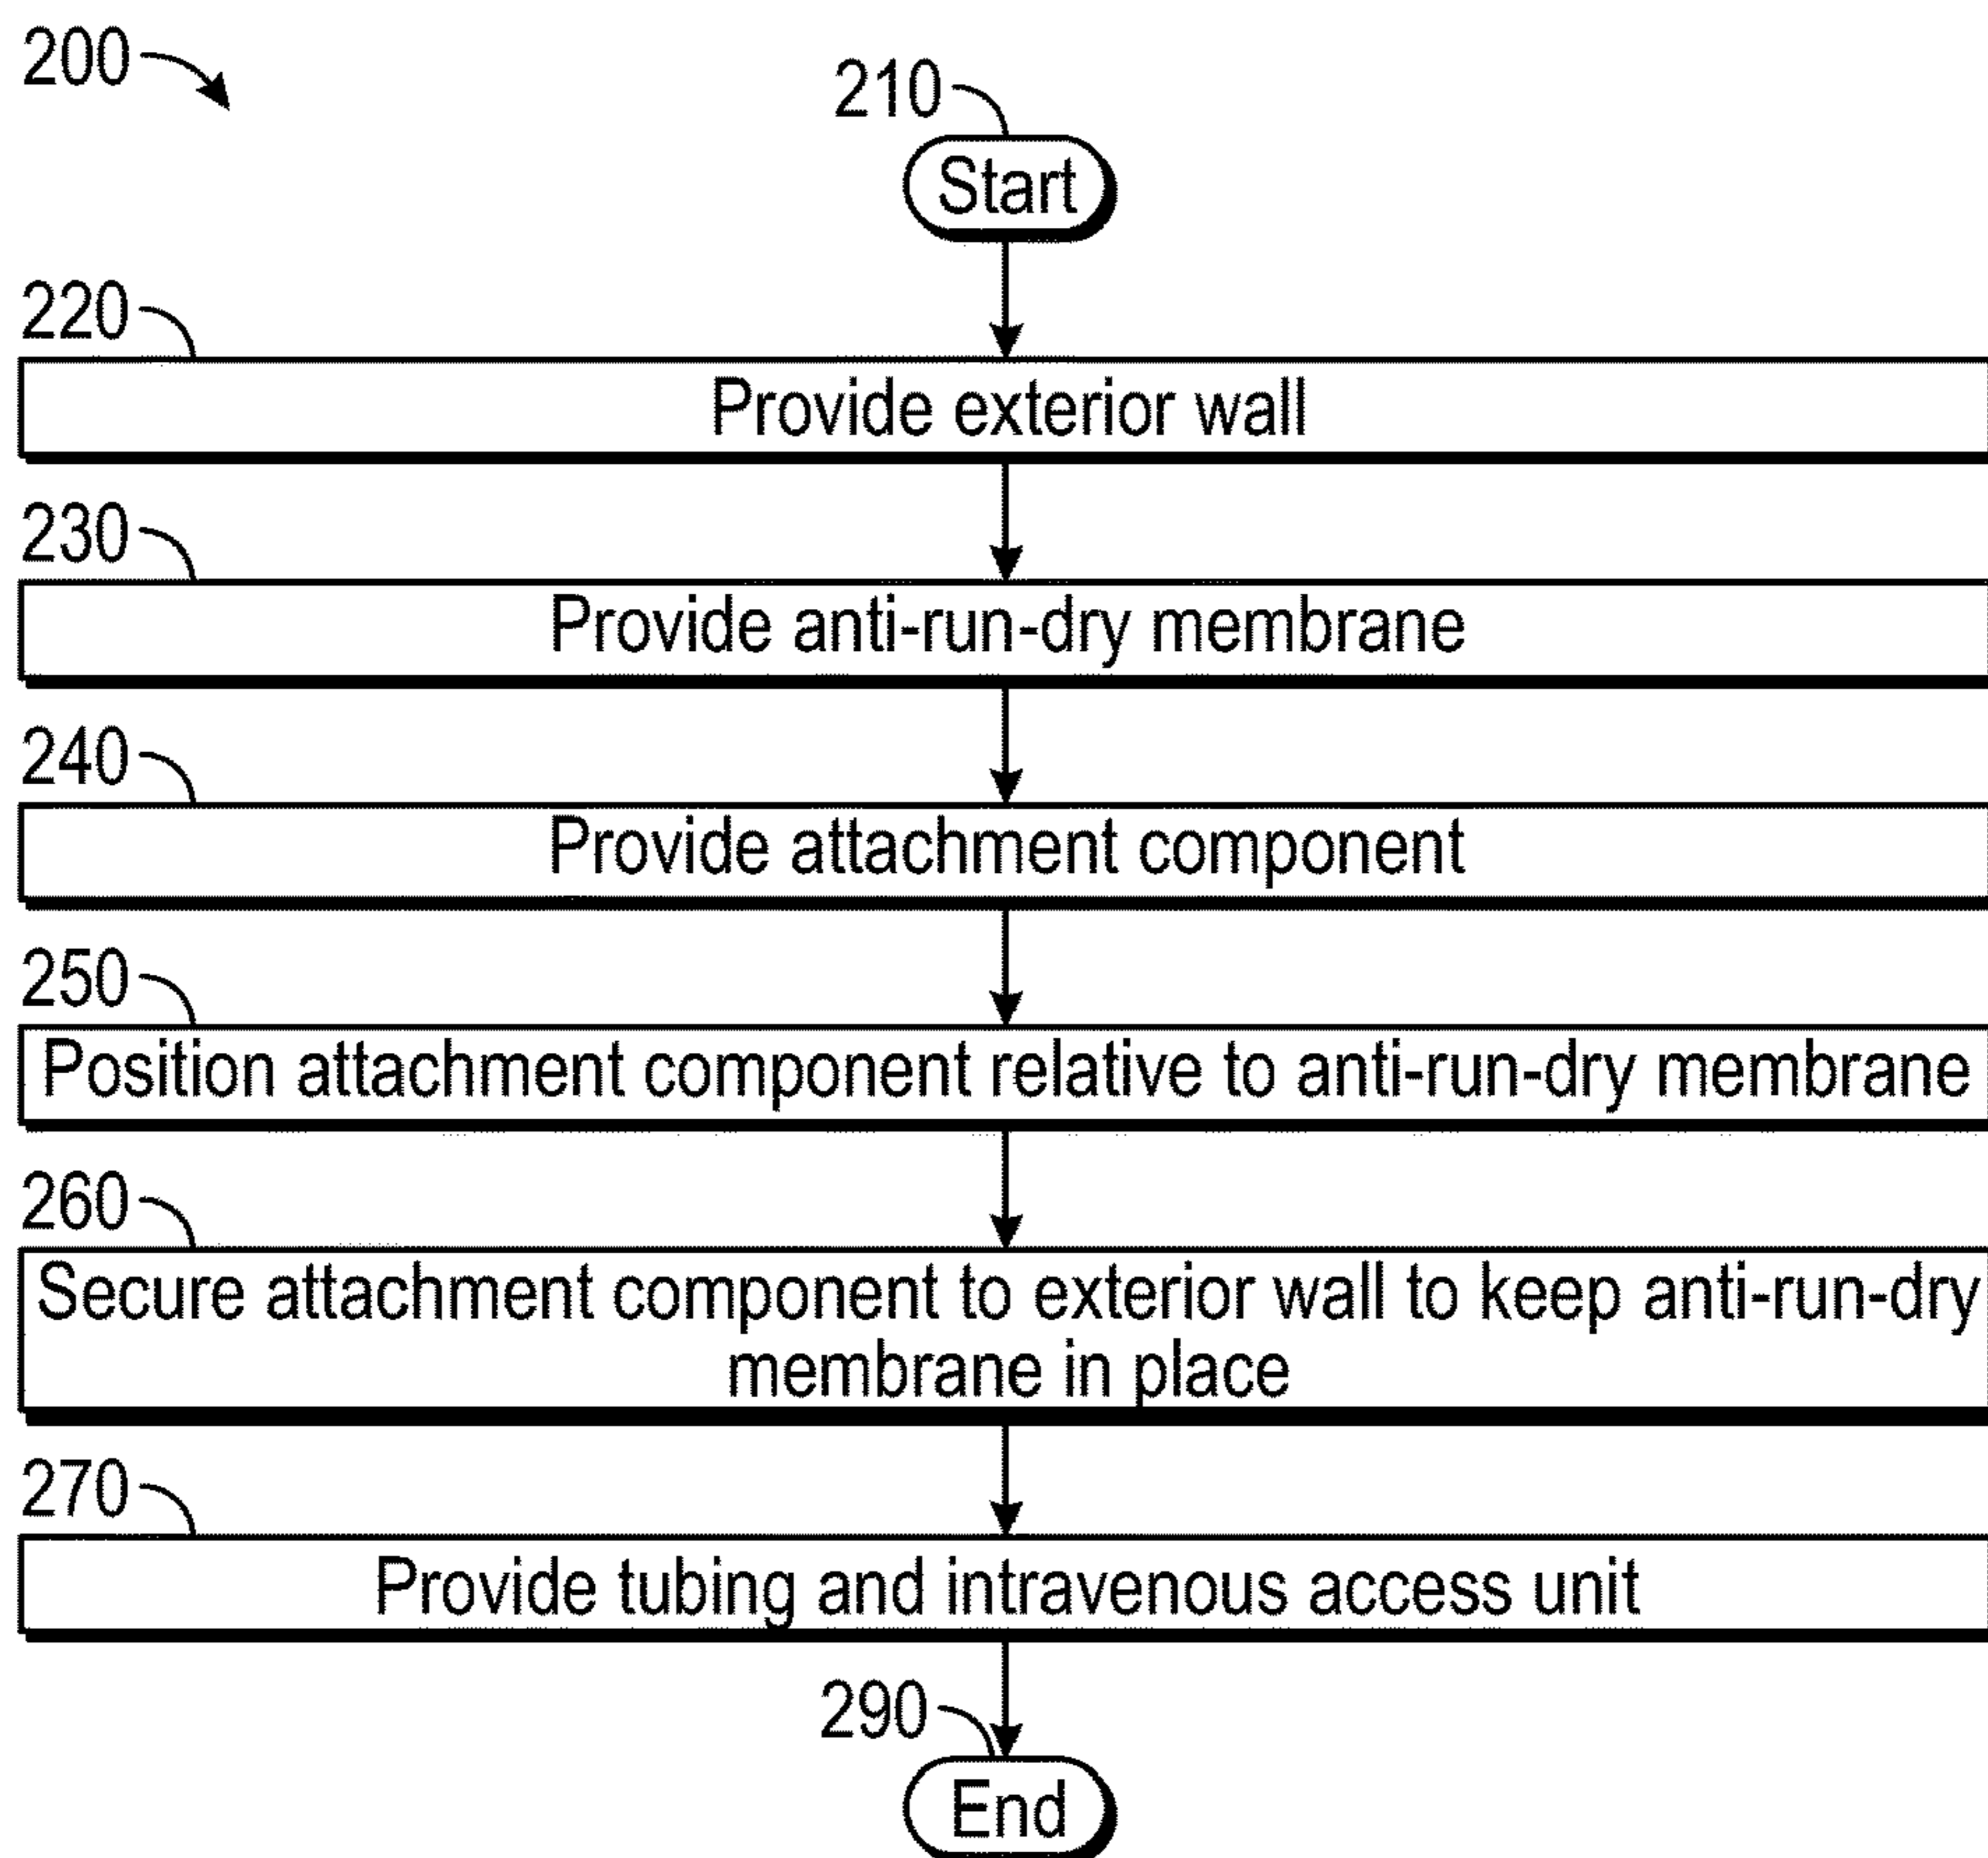 200
210
Start
220
Provide exterior wall
230
Provide anti-run-dry membrane
240
Provide attachment component
250
Position attachment component relative to anti-run-dry membrane
260
Secure attachment component to exterior wall to keep anti-run-dry
membrane in place
270
Provide tubing and intravenous access unit
290
End